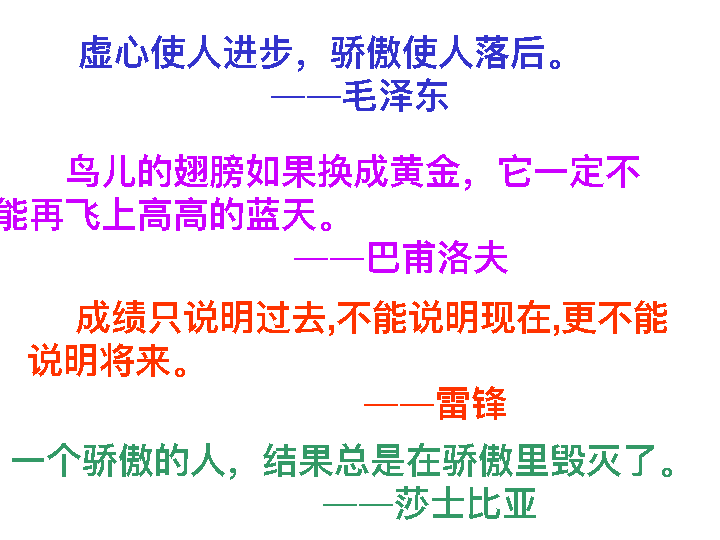 虚心使人进步，骄傲使人落后。
——毛泽东
鸟儿的翅膀如果换成黄金，它一定不
能再飞上高高的蓝天。
——巴甫洛夫
成绩只说明过去,不能说明现在,更不能
说明将来。
——雷锋
一个骄傲的人，结果总是在骄傲里毁灭了。
——莎士比亚